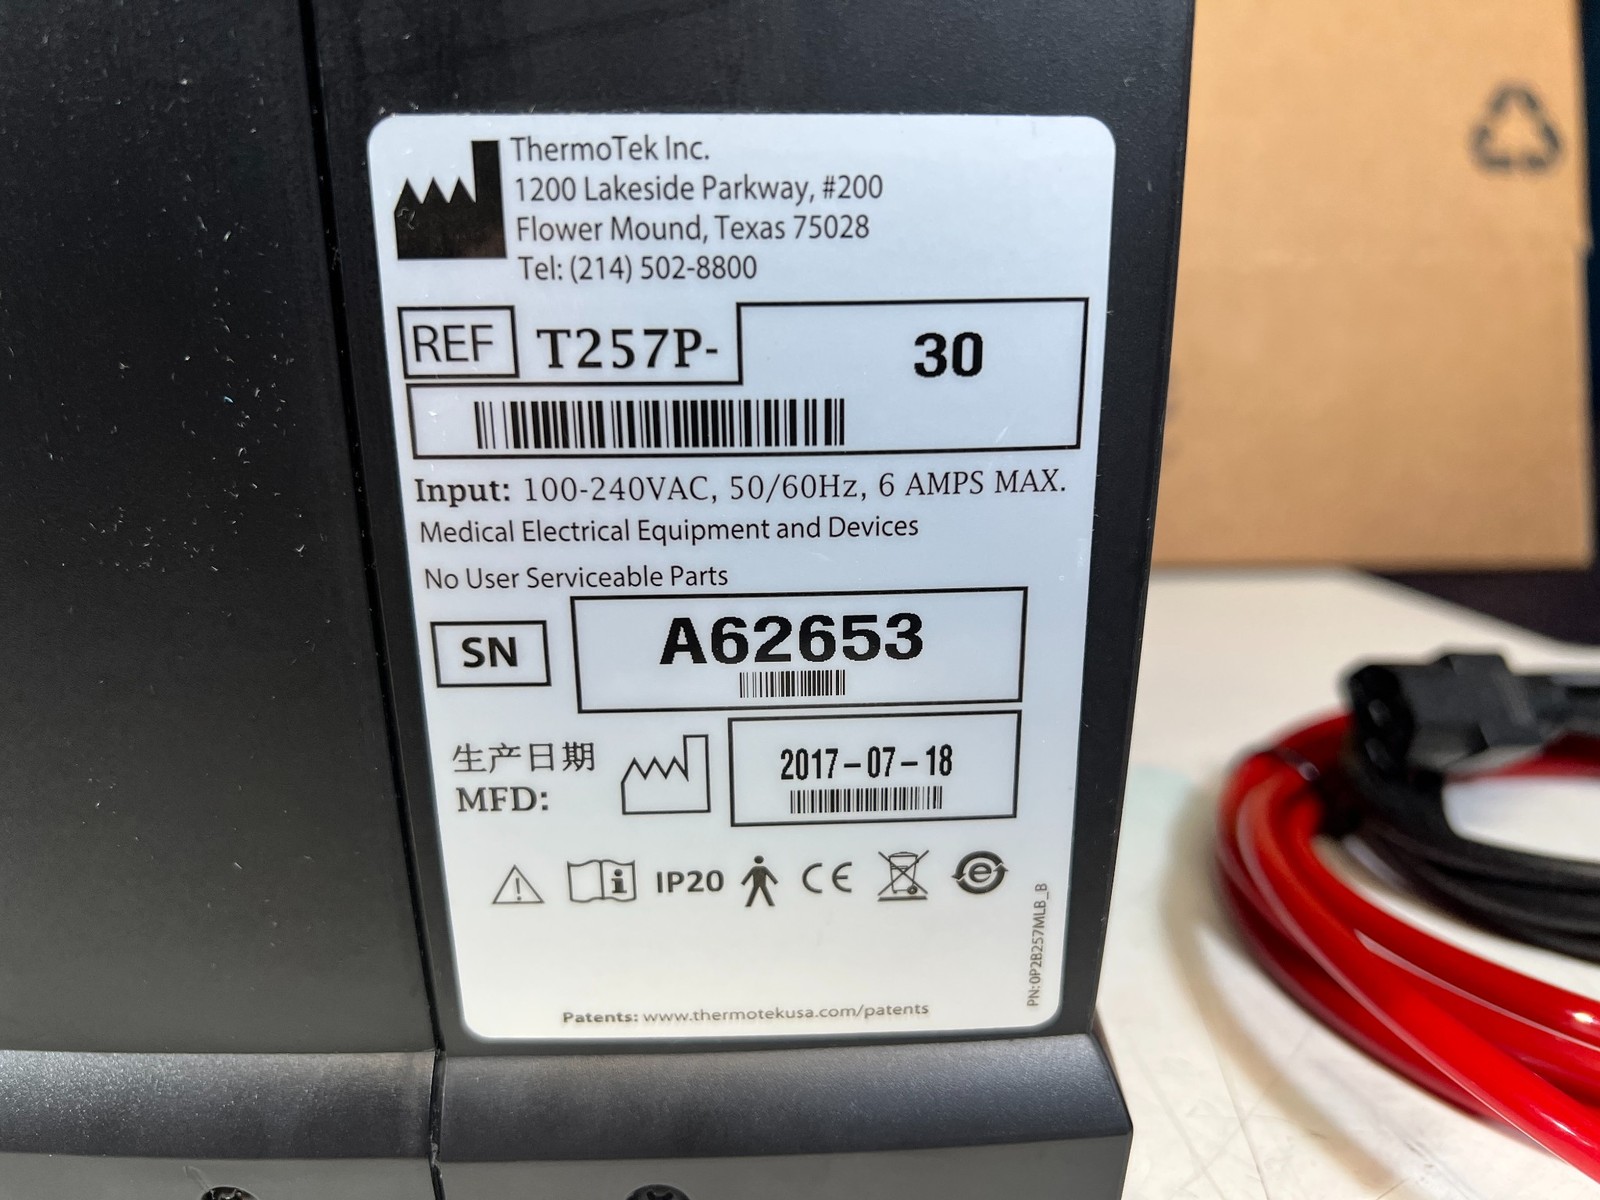 ThermoTek Inc.
1200 Lakeside Parkway, #200
Flower Mound, Texas 75028
Tel: (214) 502-8800
REF T257P- 30
Input: 100-240VAC, 50/60Hz, 6 AMPS MAX.
Medical Electrical Equipment and Devices
No User Serviceable Parts
SN A62653
生产日期
MFD: 2017-07-18
IP20 CE e
PN:0P2B257MLB_B
Patents: www.thermotekusa.com/patents